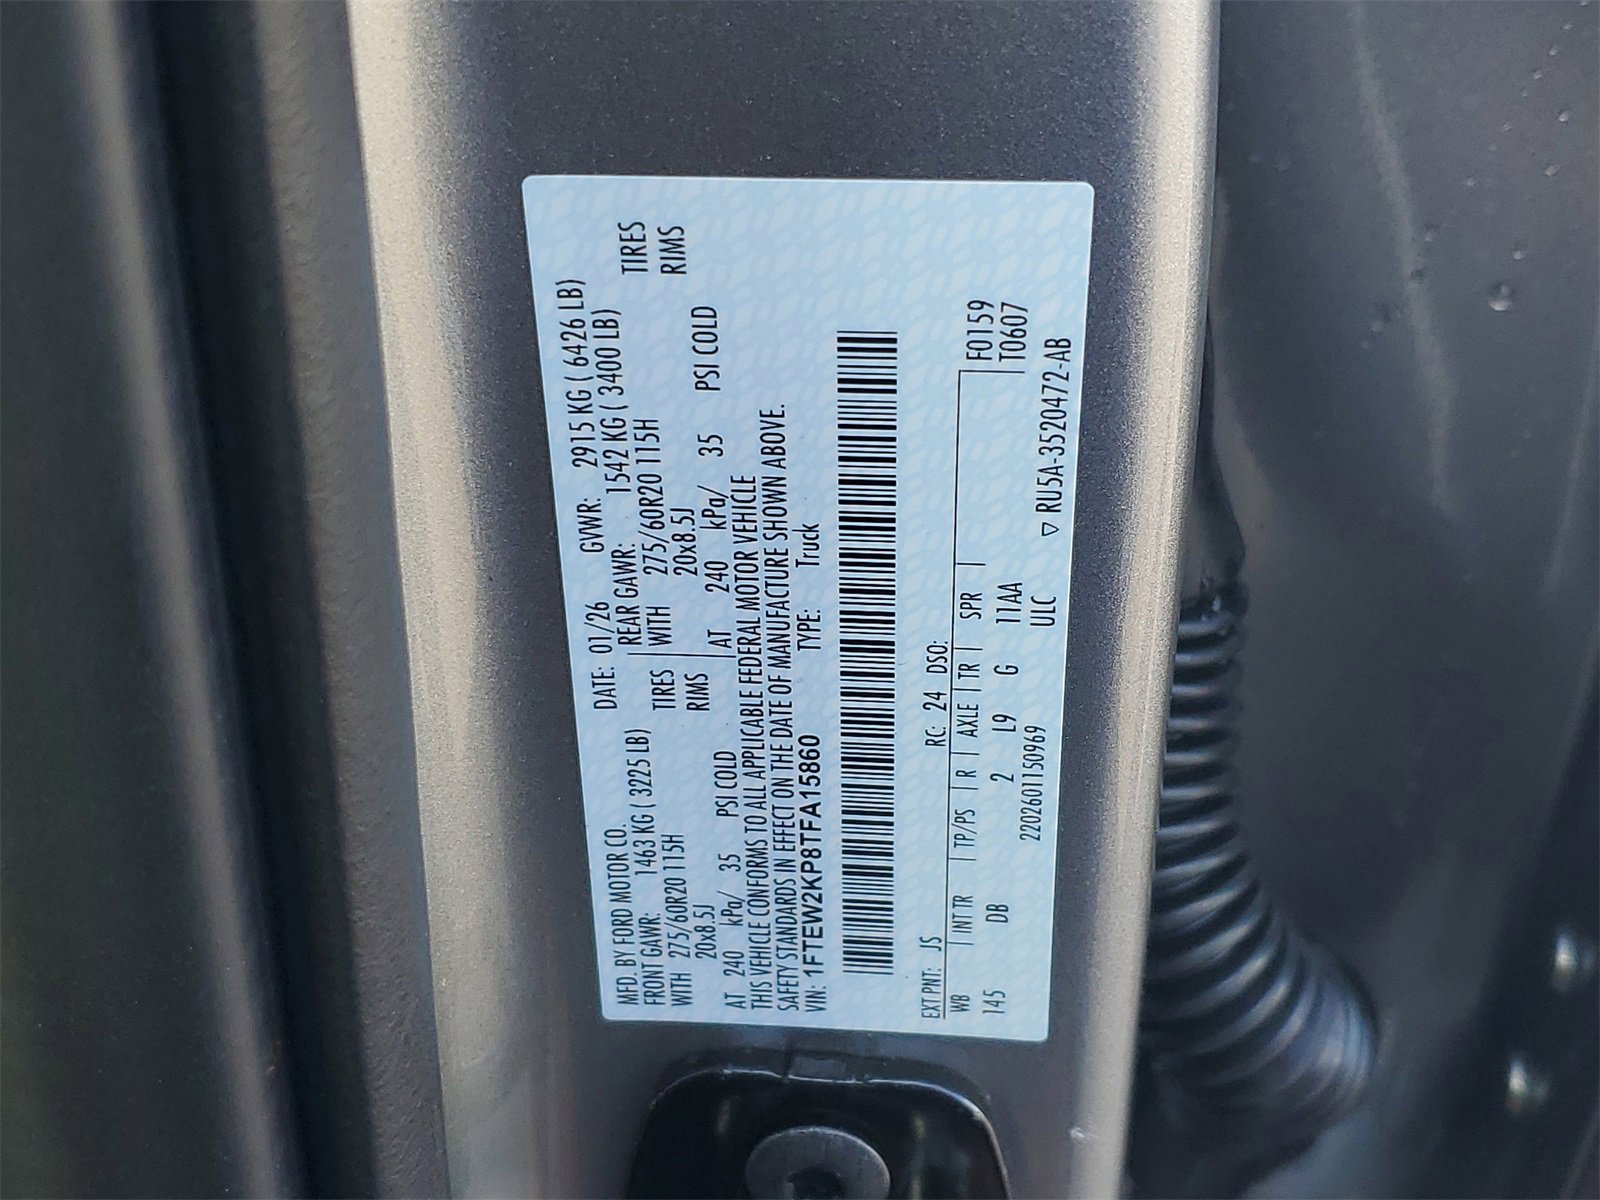 MFD. BY FORD MOTOR CO. DATE: 01/26 GVWR: 2915 KG ( 6426 LB)
FRONT GAWR: 1463 KG ( 3225 LB) REAR GAWR: 1542 KG ( 3400 LB)
WITH 275/60R20 115H TIRES WITH 275/60R20 115H TIRES
20x8.5J RIMS 20x8.5J RIMS
AT 240 kPa/ 35 PSI COLD AT 240 kPa/ 35 PSI COLD
THIS VEHICLE CONFORMS TO ALL APPLICABLE FEDERAL MOTOR VEHICLE
SAFETY STANDARDS IN EFFECT ON THE DATE OF MANUFACTURE SHOWN ABOVE.
VIN: 1FTEW2KP8TFA15860 TYPE: Truck
EXT PNT: JS RC: 24 DSO: F0159
WB INT TR TP/PS R AXLE TR SPR T0607
145 DB 2 L9 G 11AA
2202601150969 ULC ▽ RU5A-3520472-AB